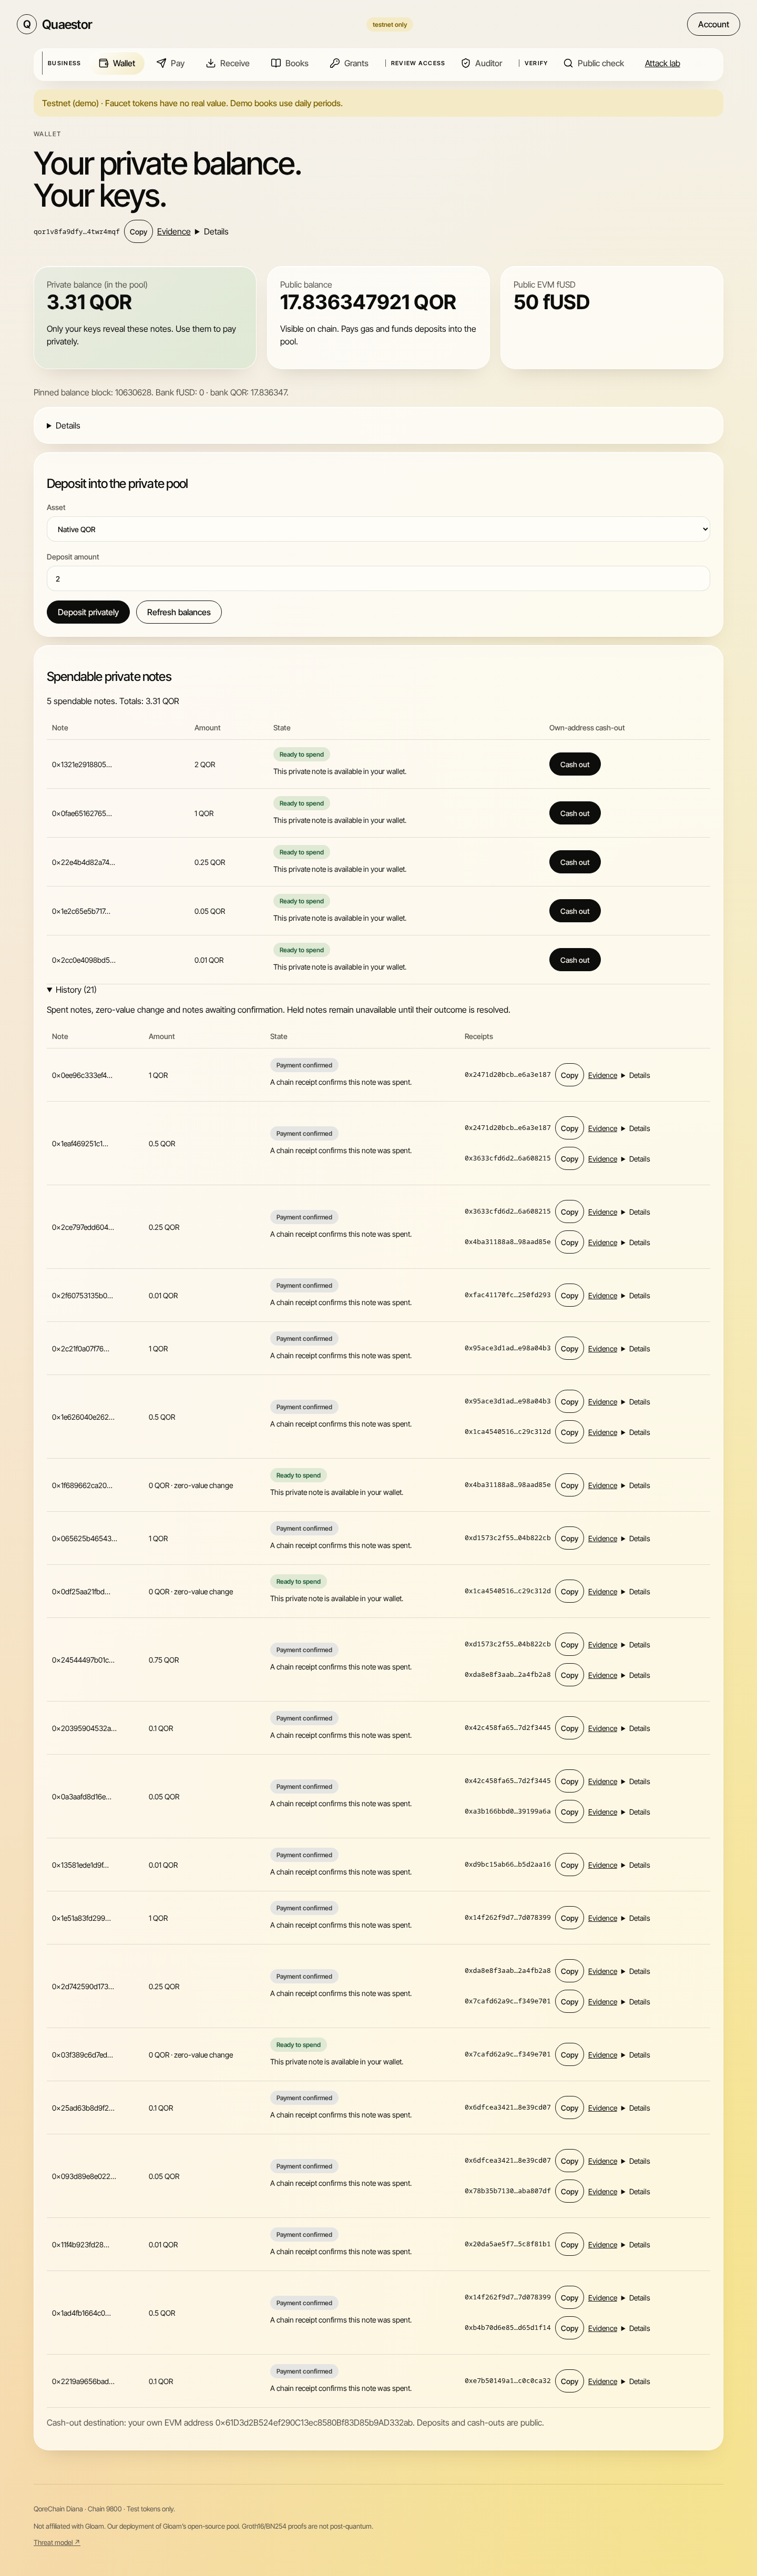 Q Quaestor
testnet only
Account
BUSINESS Wallet Pay Receive Books Grants REVIEW ACCESS Auditor VERIFY Public check Attack lab
Testnet (demo) · Faucet tokens have no real value. Demo books use daily periods.
WALLET
Your private balance.
Your keys.
qor1v8fa9dfy…4twr4mqf Copy Evidence ▶ Details
Private balance (in the pool)
3.31 QOR
Only your keys reveal these notes. Use them to pay
privately.
Public balance
17.836347921 QOR
Visible on chain. Pays gas and funds deposits into the
pool.
Public EVM fUSD
50 fUSD
Pinned balance block: 10630628. Bank fUSD: 0 · bank QOR: 17.836347.
▶ Details
Deposit into the private pool
Asset
Native QOR
Deposit amount
2
Deposit privately Refresh balances
Spendable private notes
5 spendable notes. Totals: 3.31 QOR
Note Amount State Own-address cash-out
Ready to spend
0x1321e2918805… 2 QOR This private note is available in your wallet. Cash out
Ready to spend
0x0fae65162765… 1 QOR This private note is available in your wallet. Cash out
Ready to spend
0x22e4b4d82a74… 0.25 QOR This private note is available in your wallet. Cash out
Ready to spend
0x1e2c65e5b717… 0.05 QOR This private note is available in your wallet. Cash out
Ready to spend
0x2cc0e4098bd5… 0.01 QOR This private note is available in your wallet. Cash out
▼ History (21)
Spent notes, zero-value change and notes awaiting confirmation. Held notes remain unavailable until their outcome is resolved.
Note Amount State Receipts
Payment confirmed
0x0ee96c333ef4… 1 QOR A chain receipt confirms this note was spent. 0x2471d20bcb…e6a3e187 Copy Evidence ▶ Details
Payment confirmed 0x2471d20bcb…e6a3e187 Copy Evidence ▶ Details
0x1eaf469251c1… 0.5 QOR A chain receipt confirms this note was spent. 0x3633cfd6d2…6a608215 Copy Evidence ▶ Details
Payment confirmed 0x3633cfd6d2…6a608215 Copy Evidence ▶ Details
0x2ce797edd604… 0.25 QOR A chain receipt confirms this note was spent. 0x4ba31188a8…98aad85e Copy Evidence ▶ Details
Payment confirmed
0x2f60753135b0… 0.01 QOR A chain receipt confirms this note was spent. 0xfac41170fc…250fd293 Copy Evidence ▶ Details
Payment confirmed
0x2c21f0a07f76… 1 QOR A chain receipt confirms this note was spent. 0x95ace3d1ad…e98a04b3 Copy Evidence ▶ Details
Payment confirmed 0x95ace3d1ad…e98a04b3 Copy Evidence ▶ Details
0x1e626040e262… 0.5 QOR A chain receipt confirms this note was spent. 0x1ca4540516…c29c312d Copy Evidence ▶ Details
Ready to spend
0x1f689662ca20… 0 QOR · zero-value change This private note is available in your wallet. 0x4ba31188a8…98aad85e Copy Evidence ▶ Details
Payment confirmed
0x065625b46543… 1 QOR A chain receipt confirms this note was spent. 0xd1573c2f55…04b822cb Copy Evidence ▶ Details
Ready to spend
0x0df25aa21fbd… 0 QOR · zero-value change This private note is available in your wallet. 0x1ca4540516…c29c312d Copy Evidence ▶ Details
Payment confirmed 0xd1573c2f55…04b822cb Copy Evidence ▶ Details
0x24544497b01c… 0.75 QOR A chain receipt confirms this note was spent. 0xda8e8f3aab…2a4fb2a8 Copy Evidence ▶ Details
Payment confirmed
0x20395904532a… 0.1 QOR A chain receipt confirms this note was spent. 0x42c458fa65…7d2f3445 Copy Evidence ▶ Details
Payment confirmed 0x42c458fa65…7d2f3445 Copy Evidence ▶ Details
0x0a3aafd8d16e… 0.05 QOR A chain receipt confirms this note was spent. 0xa3b166bbd0…39199a6a Copy Evidence ▶ Details
Payment confirmed
0x13581ede1d9f… 0.01 QOR A chain receipt confirms this note was spent. 0xd9bc15ab66…b5d2aa16 Copy Evidence ▶ Details
Payment confirmed
0x1e51a83fd299… 1 QOR A chain receipt confirms this note was spent. 0x14f262f9d7…7d078399 Copy Evidence ▶ Details
Payment confirmed 0xda8e8f3aab…2a4fb2a8 Copy Evidence ▶ Details
0x2d742590d173… 0.25 QOR A chain receipt confirms this note was spent. 0x7cafd62a9c…f349e701 Copy Evidence ▶ Details
Ready to spend
0x03f389c6d7ed… 0 QOR · zero-value change This private note is available in your wallet. 0x7cafd62a9c…f349e701 Copy Evidence ▶ Details
Payment confirmed
0x25ad63b8d9f2… 0.1 QOR A chain receipt confirms this note was spent. 0x6dfcea3421…8e39cd07 Copy Evidence ▶ Details
Payment confirmed 0x6dfcea3421…8e39cd07 Copy Evidence ▶ Details
0x093d89e8e022… 0.05 QOR A chain receipt confirms this note was spent. 0x78b35b7130…aba807df Copy Evidence ▶ Details
Payment confirmed
0x11f4b923fd28… 0.01 QOR A chain receipt confirms this note was spent. 0x20da5ae5f7…5c8f81b1 Copy Evidence ▶ Details
Payment confirmed 0x14f262f9d7…7d078399 Copy Evidence ▶ Details
0x1ad4fb1664c0… 0.5 QOR A chain receipt confirms this note was spent. 0xb4b70d6e85…d65d1f14 Copy Evidence ▶ Details
Payment confirmed
0x2219a9656bad… 0.1 QOR A chain receipt confirms this note was spent. 0xe7b50149a1…c0c0ca32 Copy Evidence ▶ Details
Cash-out destination: your own EVM address 0x61D3d2B524ef290C13ec8580Bf83D85b9AD332ab. Deposits and cash-outs are public.
QoreChain Diana · Chain 9800 · Test tokens only.
Not affiliated with Gloam. Our deployment of Gloam's open-source pool. Groth16/BN254 proofs are not post-quantum.
Threat model ↗